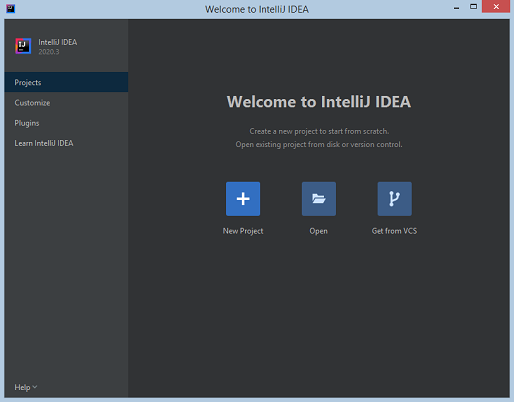 Welcome to IntelliJ IDEA
IJ
IntelliJ IDEA
2020.3
Projects
Customize
Plugins
Learn IntelliJ IDEA
Welcome to IntelliJ IDEA
Create a new project to start from scratch.
Open existing project from disk or version control.
New Project
Open
Get from VCS
Help